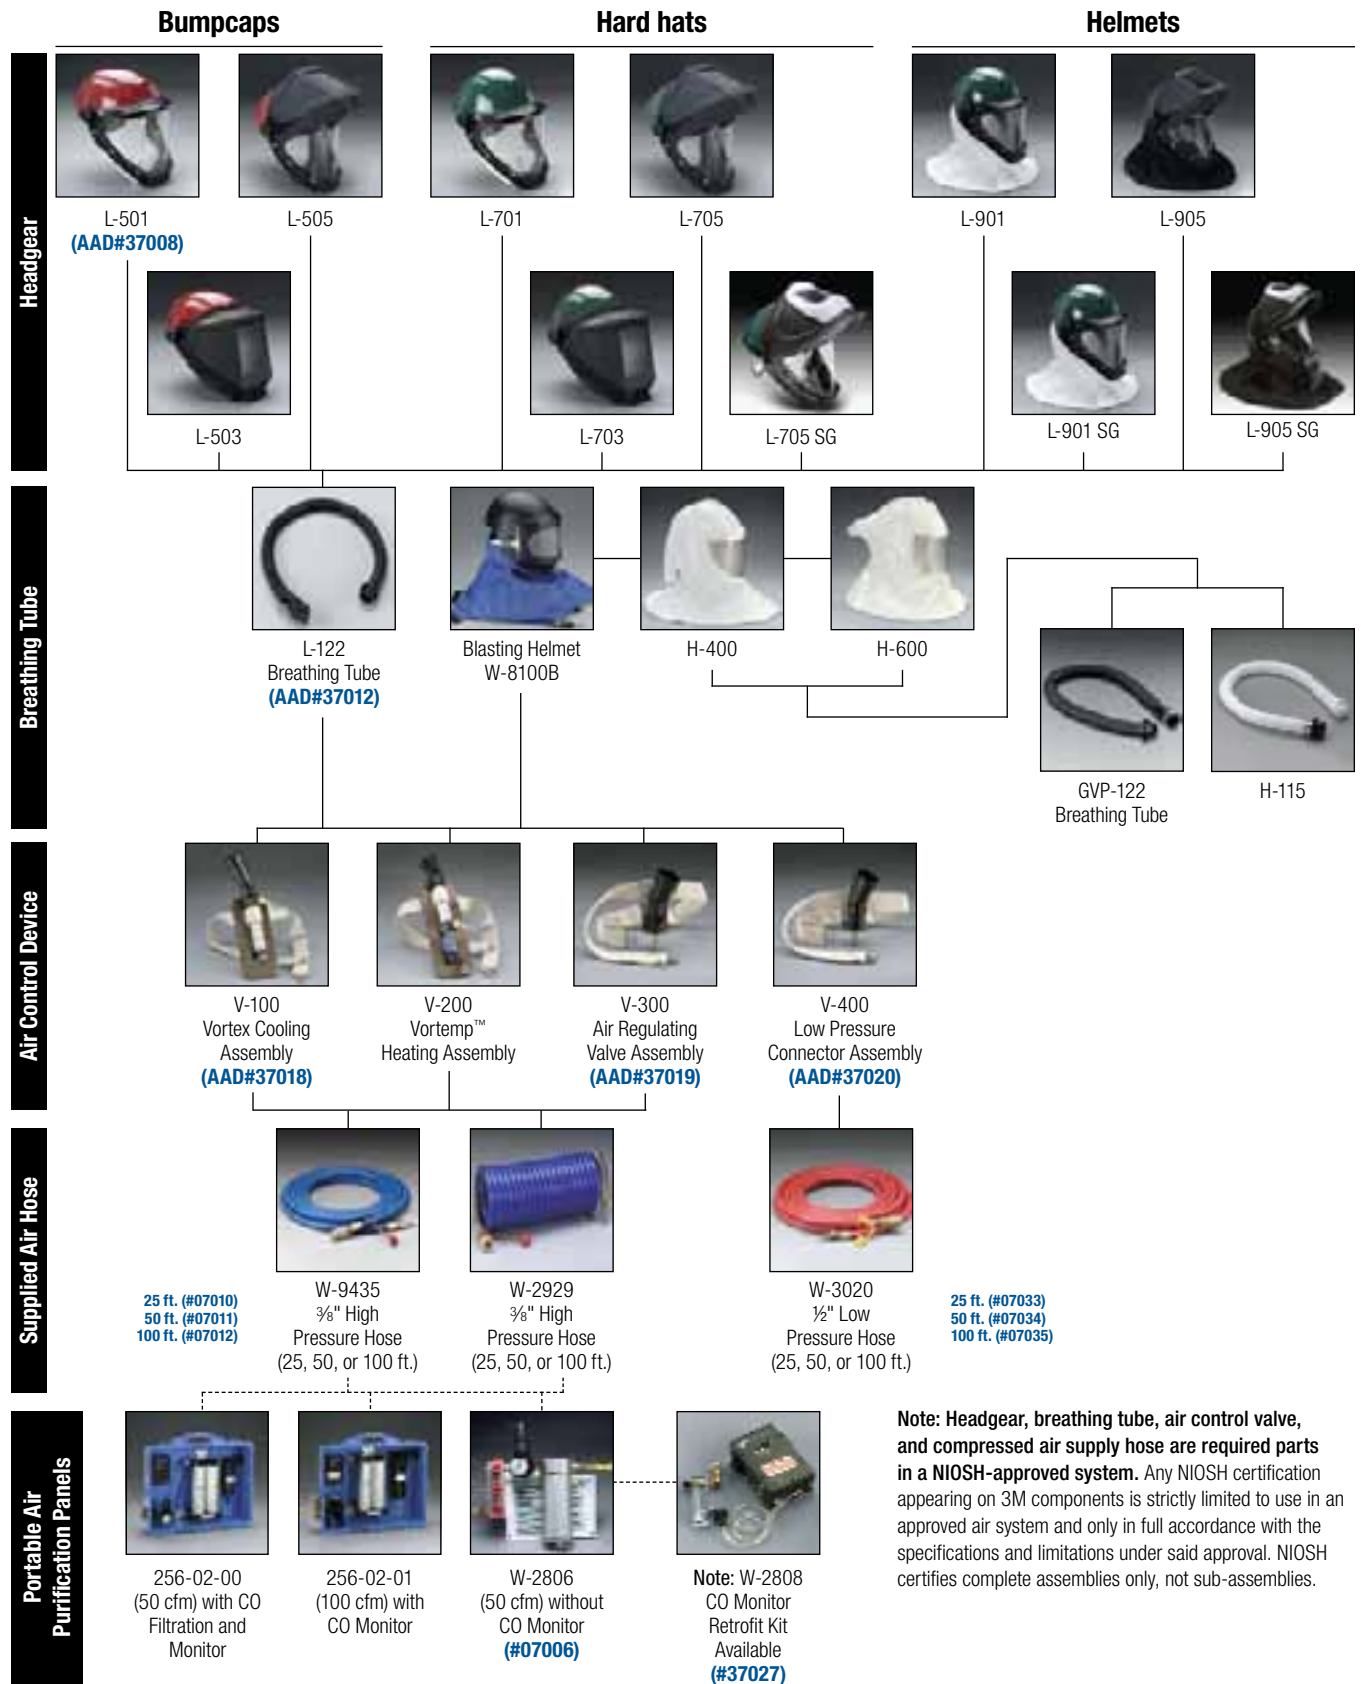 Bumpcaps
Hard hats
Helmets
Headgear
L-501
(AAD#37008)
L-505
L-701
L-705
L-901
L-905
L-503
L-703
L-705 SG
L-901 SG
L-905 SG
Breathing Tube
L-122
Breathing Tube
(AAD#37012)
Blasting Helmet
W-8100B
H-400
H-600
GVP-122
Breathing Tube
H-115
Air Control Device
V-100
Vortex Cooling
Assembly
(AAD#37018)
V-200
Vortemp™
Heating Assembly
V-300
Air Regulating
Valve Assembly
(AAD#37019)
V-400
Low Pressure
Connector Assembly
(AAD#37020)
Supplied Air Hose
25 ft. (#07010)
50 ft. (#07011)
100 ft. (#07012)
W-9435
⅜" High
Pressure Hose
(25, 50, or 100 ft.)
W-2929
⅜" High
Pressure Hose
(25, 50, or 100 ft.)
W-3020
½" Low
Pressure Hose
(25, 50, or 100 ft.)
25 ft. (#07033)
50 ft. (#07034)
100 ft. (#07035)
Portable Air
Purification Panels
256-02-00
(50 cfm) with CO
Filtration and
Monitor
256-02-01
(100 cfm) with
CO Monitor
W-2806
(50 cfm) without
CO Monitor
(#07006)
Note: W-2808
CO Monitor
Retrofit Kit
Available
(#37027)
Note: Headgear, breathing tube, air control valve,
and compressed air supply hose are required parts
in a NIOSH-approved system. Any NIOSH certification
appearing on 3M components is strictly limited to use in an
approved air system and only in full accordance with the
specifications and limitations under said approval. NIOSH
certifies complete assemblies only, not sub-assemblies.